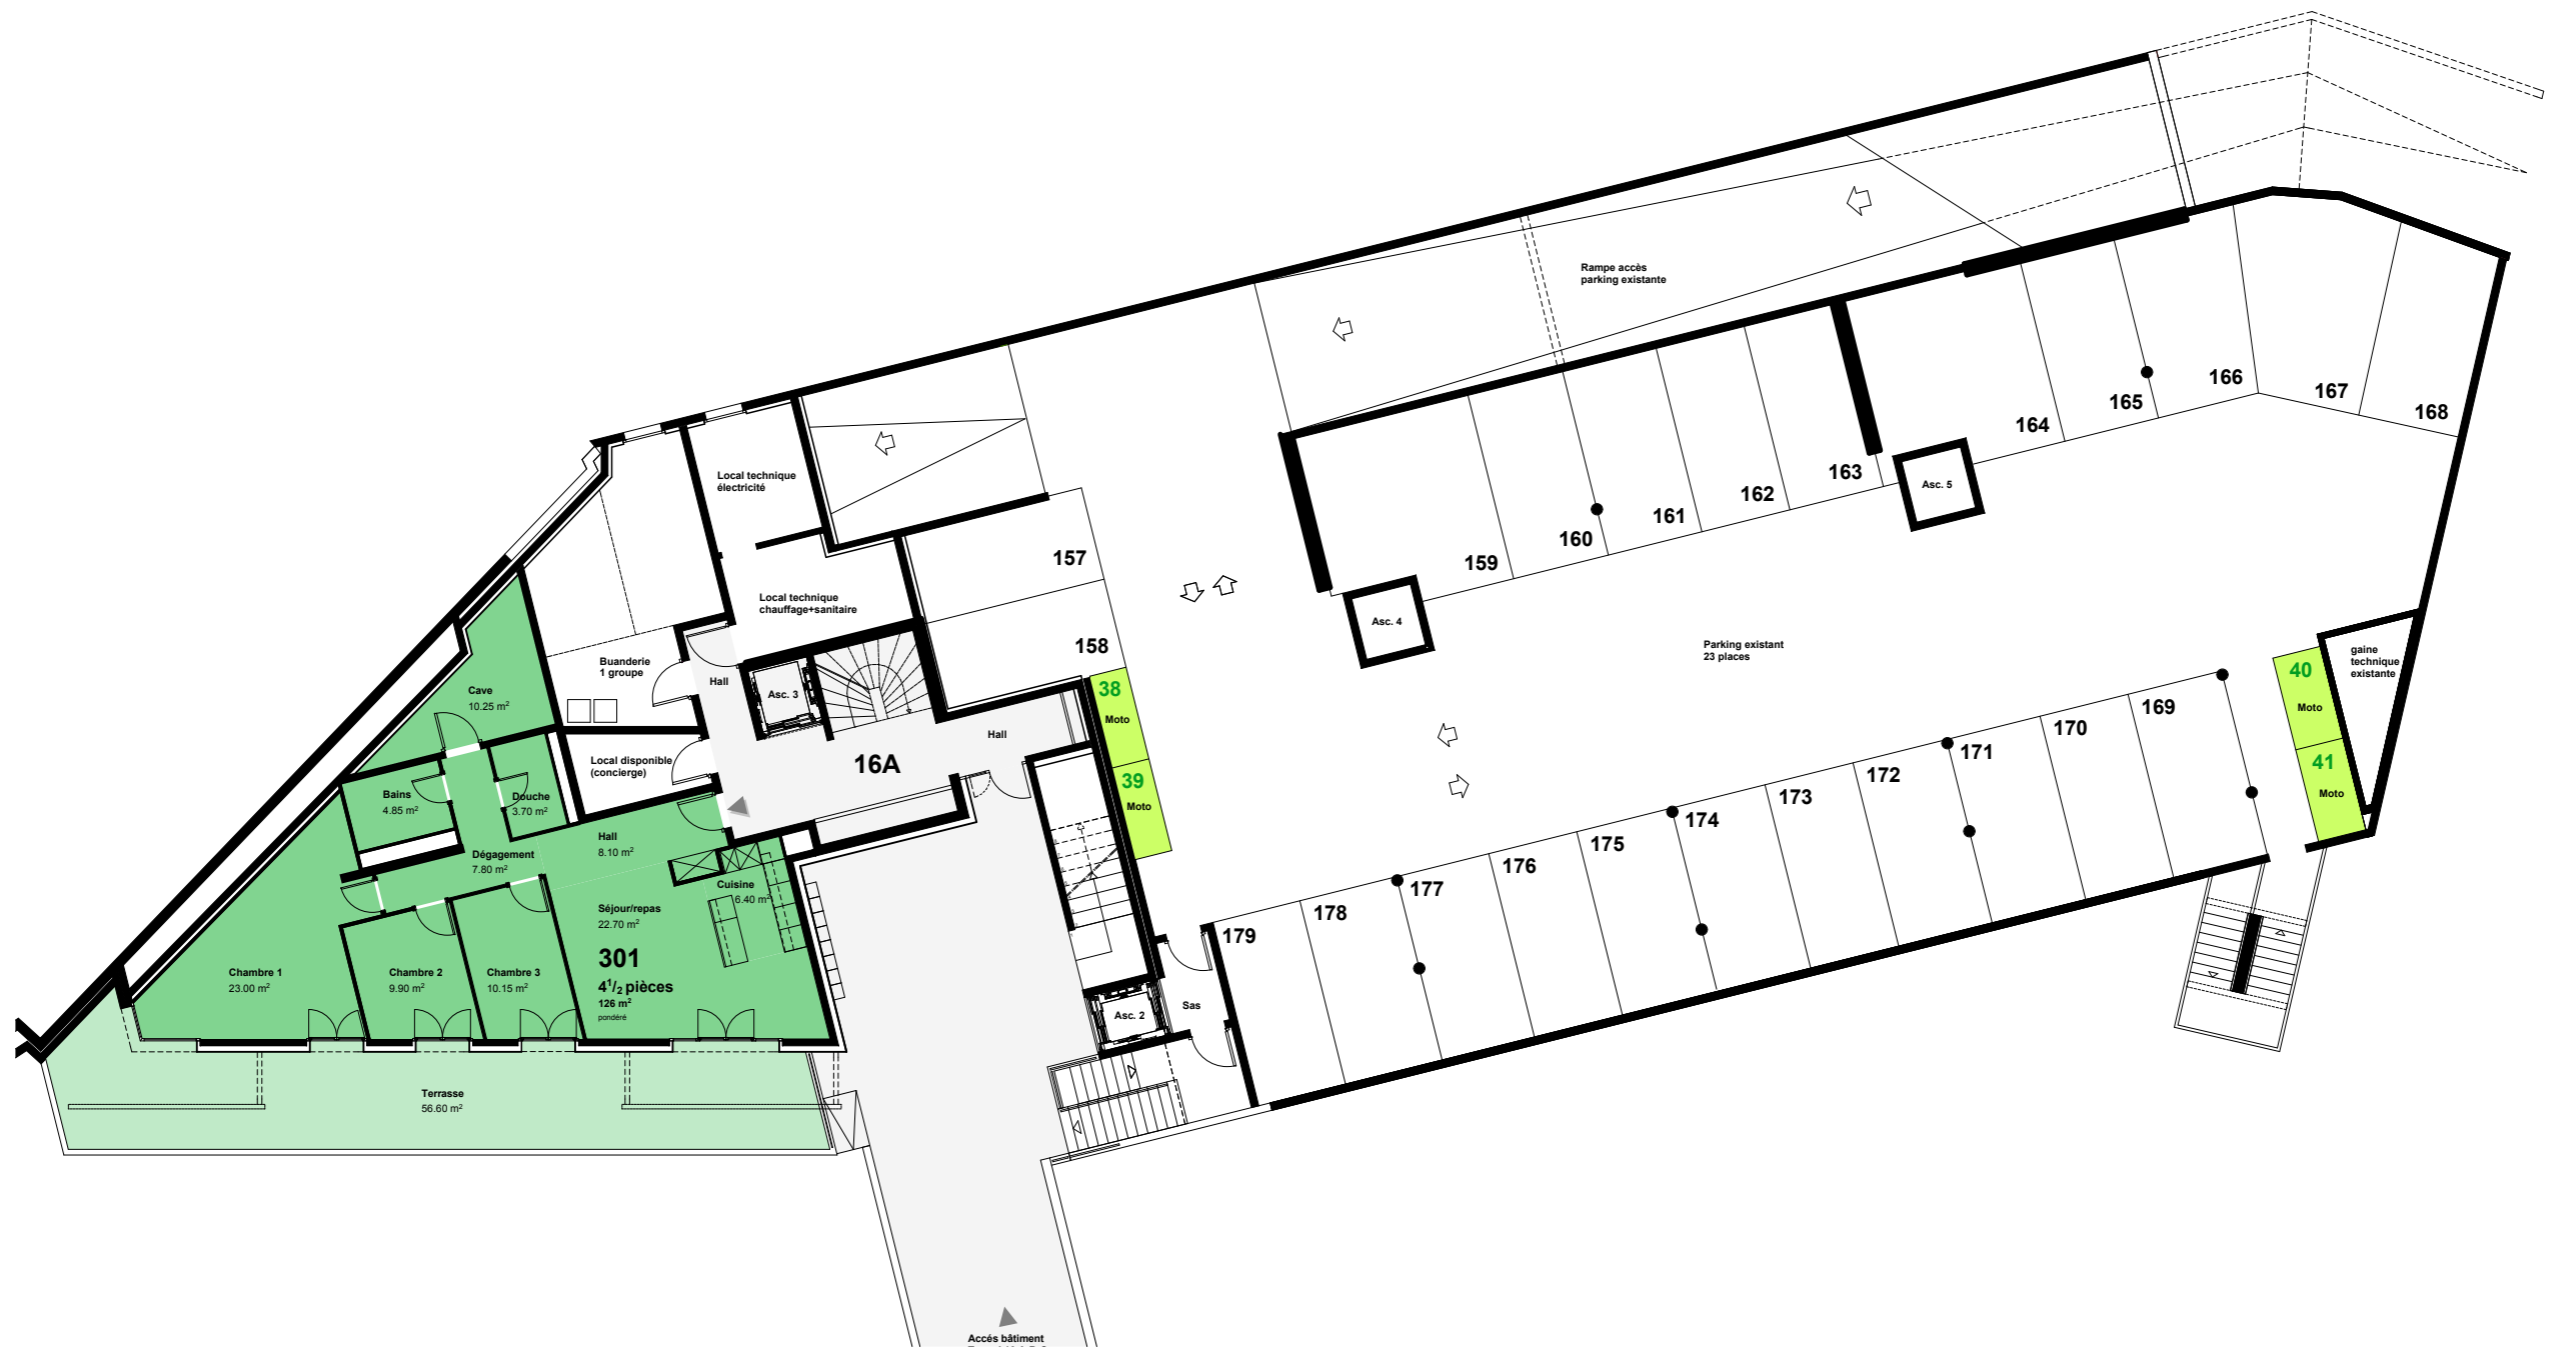 Rampe accès
parking existante
Local technique
électricité
Local technique
chauffage+sanitaire
157
158
159
160
161
162
163
164
165
166
167
168
Asc. 5
Asc. 4
Parking existant
23 places
gaine
technique
existante
40
Moto
41
Moto
38
Moto
39
Moto
Buanderie
1 groupe
Hall
Asc. 3
Hall
16A
Local disponible
(concierge)
Cave
10.25 m²
Bains
4.85 m²
Douche
3.70 m²
Hall
8.10 m²
Dégagement
7.80 m²
Cuisine
6.40 m²
Séjour/repas
22.70 m²
301
4¹/₂ pièces
126 m²
pondéré
Chambre 1
23.00 m²
Chambre 2
9.90 m²
Chambre 3
10.15 m²
Terrasse
56.60 m²
169
170
171
172
173
174
175
176
177
178
179
Sas
Asc. 2
Accés bâtiment